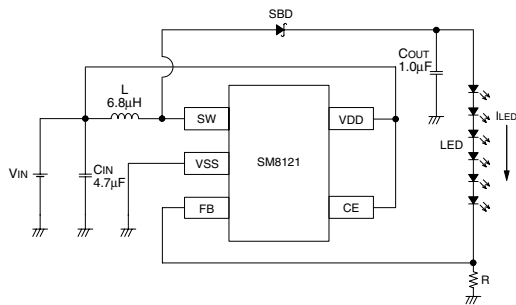 SBD
COUT
1.0μF
L
6.8μH
SW
VDD
ILED
LED
VSS
SM8121
CIN
4.7μF
VIN
FB
CE
R